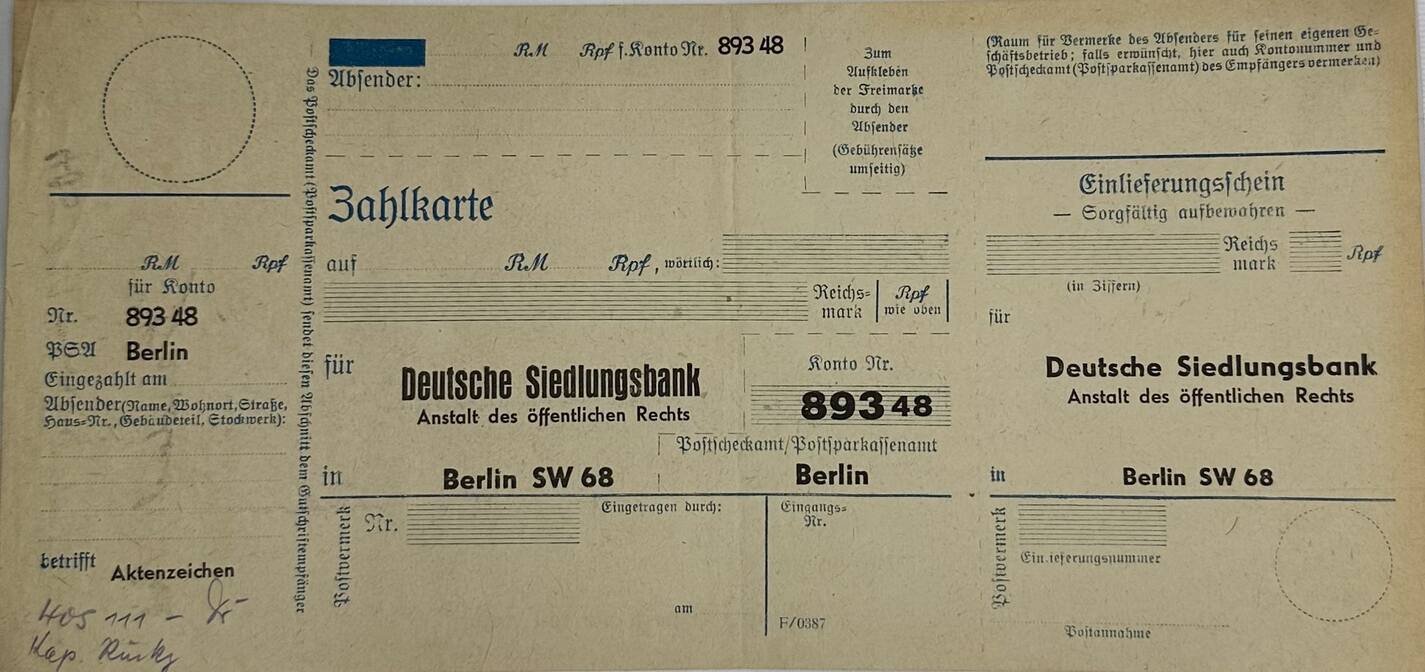 RM Rpf
für Konto
Nr. 893 48
PSA Berlin
Eingezahlt am
Absender (Name, Wohnort, Straße,
Haus-Nr., Gebäudeteil, Stockwerk):
betrifft Aktenzeichen
405 111 -
Kap.
Das Postscheckamt (Postsparkassenamt) sendet diesen Abschnitt dem Gutschriftempfänger
RM Rpf f. Konto Nr. 893 48
Absender:
Zum
Aufkleben
der Freimarke
durch den
Absender
(Gebührensätze
umseitig)
Zahlkarte
auf RM Rpf, wörtlich:
Reichs=
mark
Rpf
wie oben
für
Deutsche Siedlungsbank
Anstalt des öffentlichen Rechts
Konto Nr.
893 48
Postscheckamt/Postsparkassenamt
in Berlin SW 68 Berlin
Postvermerk
Nr.
Eingetragen durch:
am
Eingangs=
Nr.
F/0387
(Raum für Vermerke des Absenders für seinen eigenen Ge=
schäftsbetrieb; falls erwünscht, hier auch Kontonummer und
Postscheckamt (Postsparkassenamt) des Empfängers vermerken)
Einlieferungsschein
— Sorgfältig aufbewahren —
Reichs
mark
Rpf
(in Ziffern)
für
Deutsche Siedlungsbank
Anstalt des öffentlichen Rechts
in Berlin SW 68
Postvermerk
Einlieferungsnummer
Postannahme